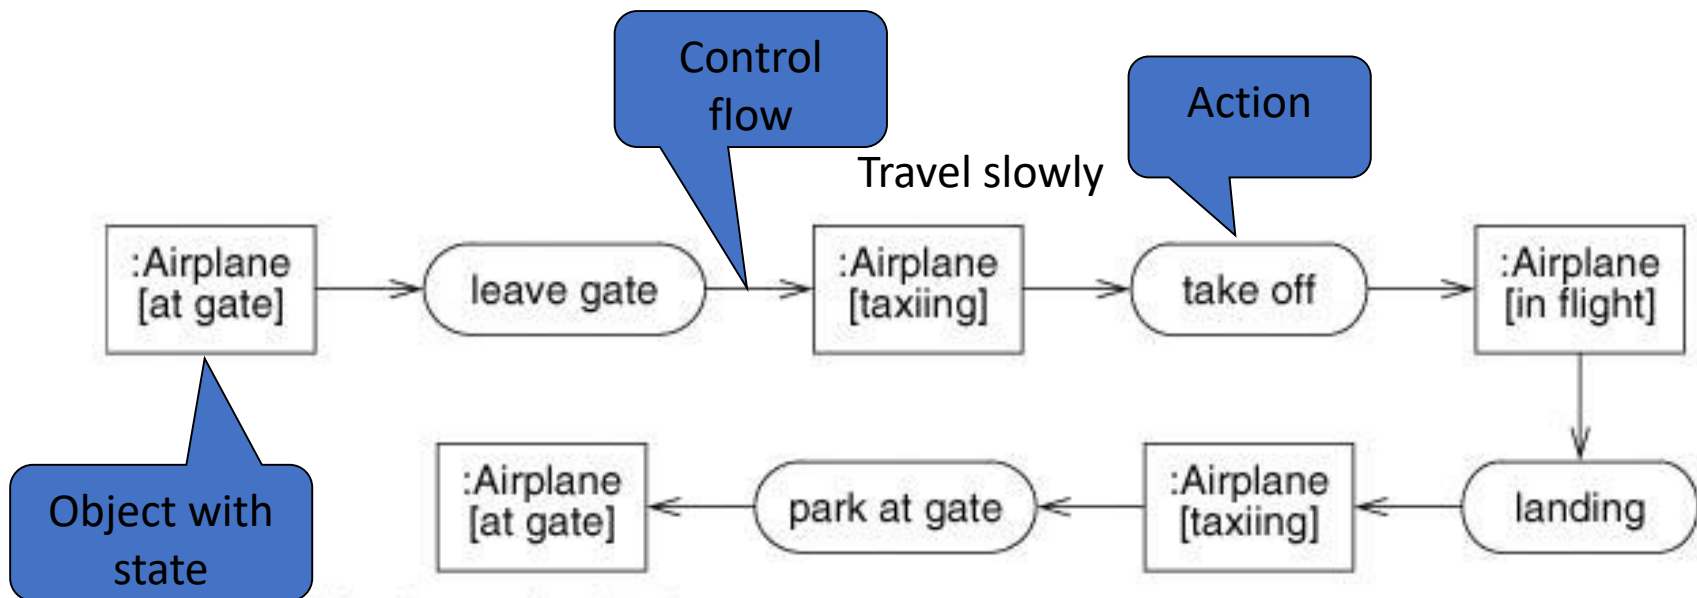 Control
flow
Action
Travel slowly
:Airplane
[at gate]
leave gate
:Airplane
[taxiing]
take off
:Airplane
[in flight]
Object with
state
:Airplane
[at gate]
park at gate
:Airplane
[taxiing]
landing